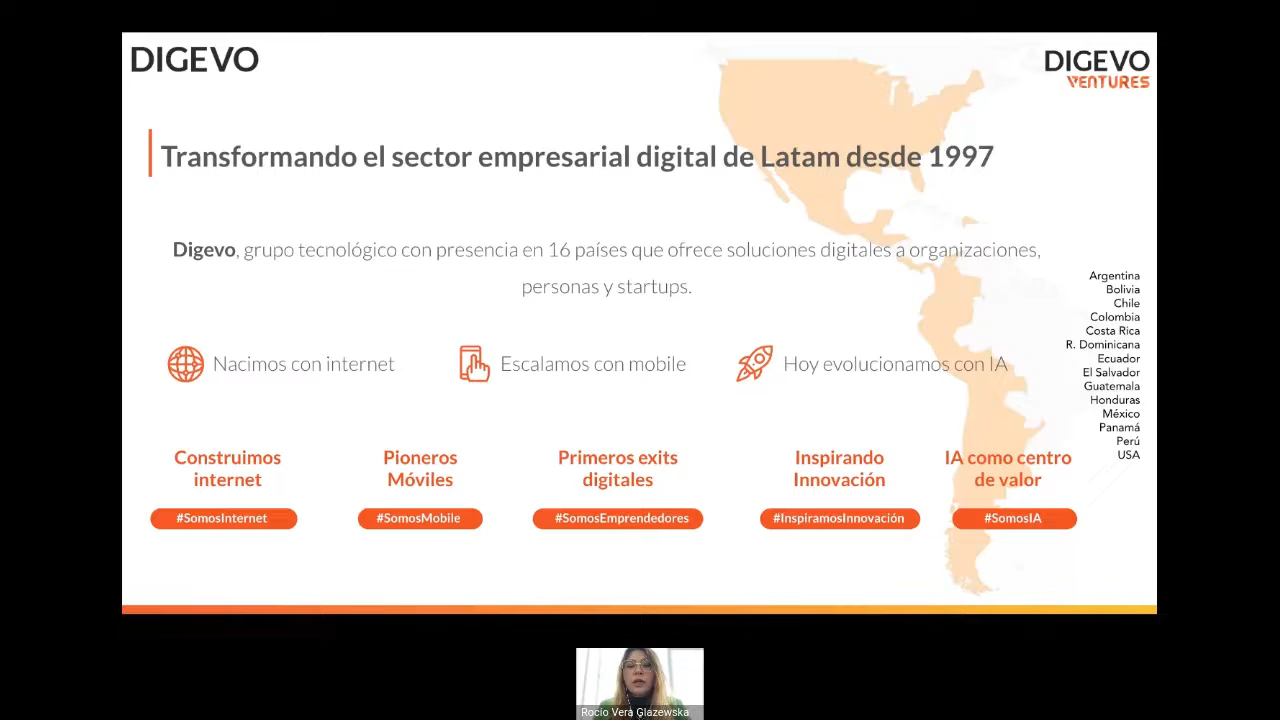 DIGEVO
DIGEVO
VENTURES
Transformando el sector empresarial digital de Latam desde 1997
Digevo, grupo tecnológico con presencia en 16 países que ofrece soluciones digitales a organizaciones,
personas y startups.
Argentina
Bolivia
Chile
Colombia
Costa Rica
R. Dominicana
Ecuador
El Salvador
Guatemala
Honduras
México
Panamá
Perú
USA
Nacimos con internet
Escalamos con mobile
Hoy evolucionamos con IA
Construimos
internet
#SomosInternet
Pioneros
Móviles
#SomosMobile
Primeros exits
digitales
#SomosEmprendedores
Inspirando
Innovación
#InspiramosInnovación
IA como centro
de valor
#SomosIA
Rocío Vera Glazewska